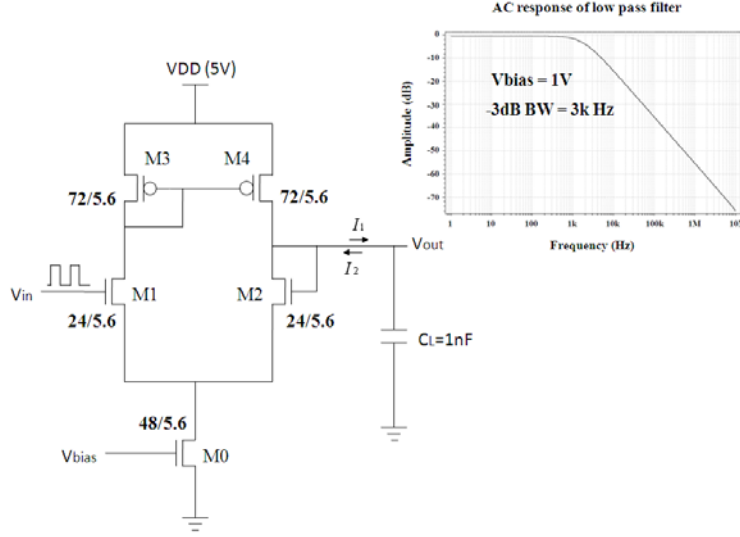 AC response of low pass filter
VDD (5V)
Amplitude (dB)
0
-10
-20
-30
-40
-50
-60
-70
Vbias = 1V
-3dB BW = 3k Hz
1
10
100
1k
10k
100k
1M
10M
Frequency (Hz)
M3
M4
72/5.6
72/5.6
I1
Vout
I2
Vin
M1
M2
24/5.6
24/5.6
CL=1nF
48/5.6
Vbias
M0